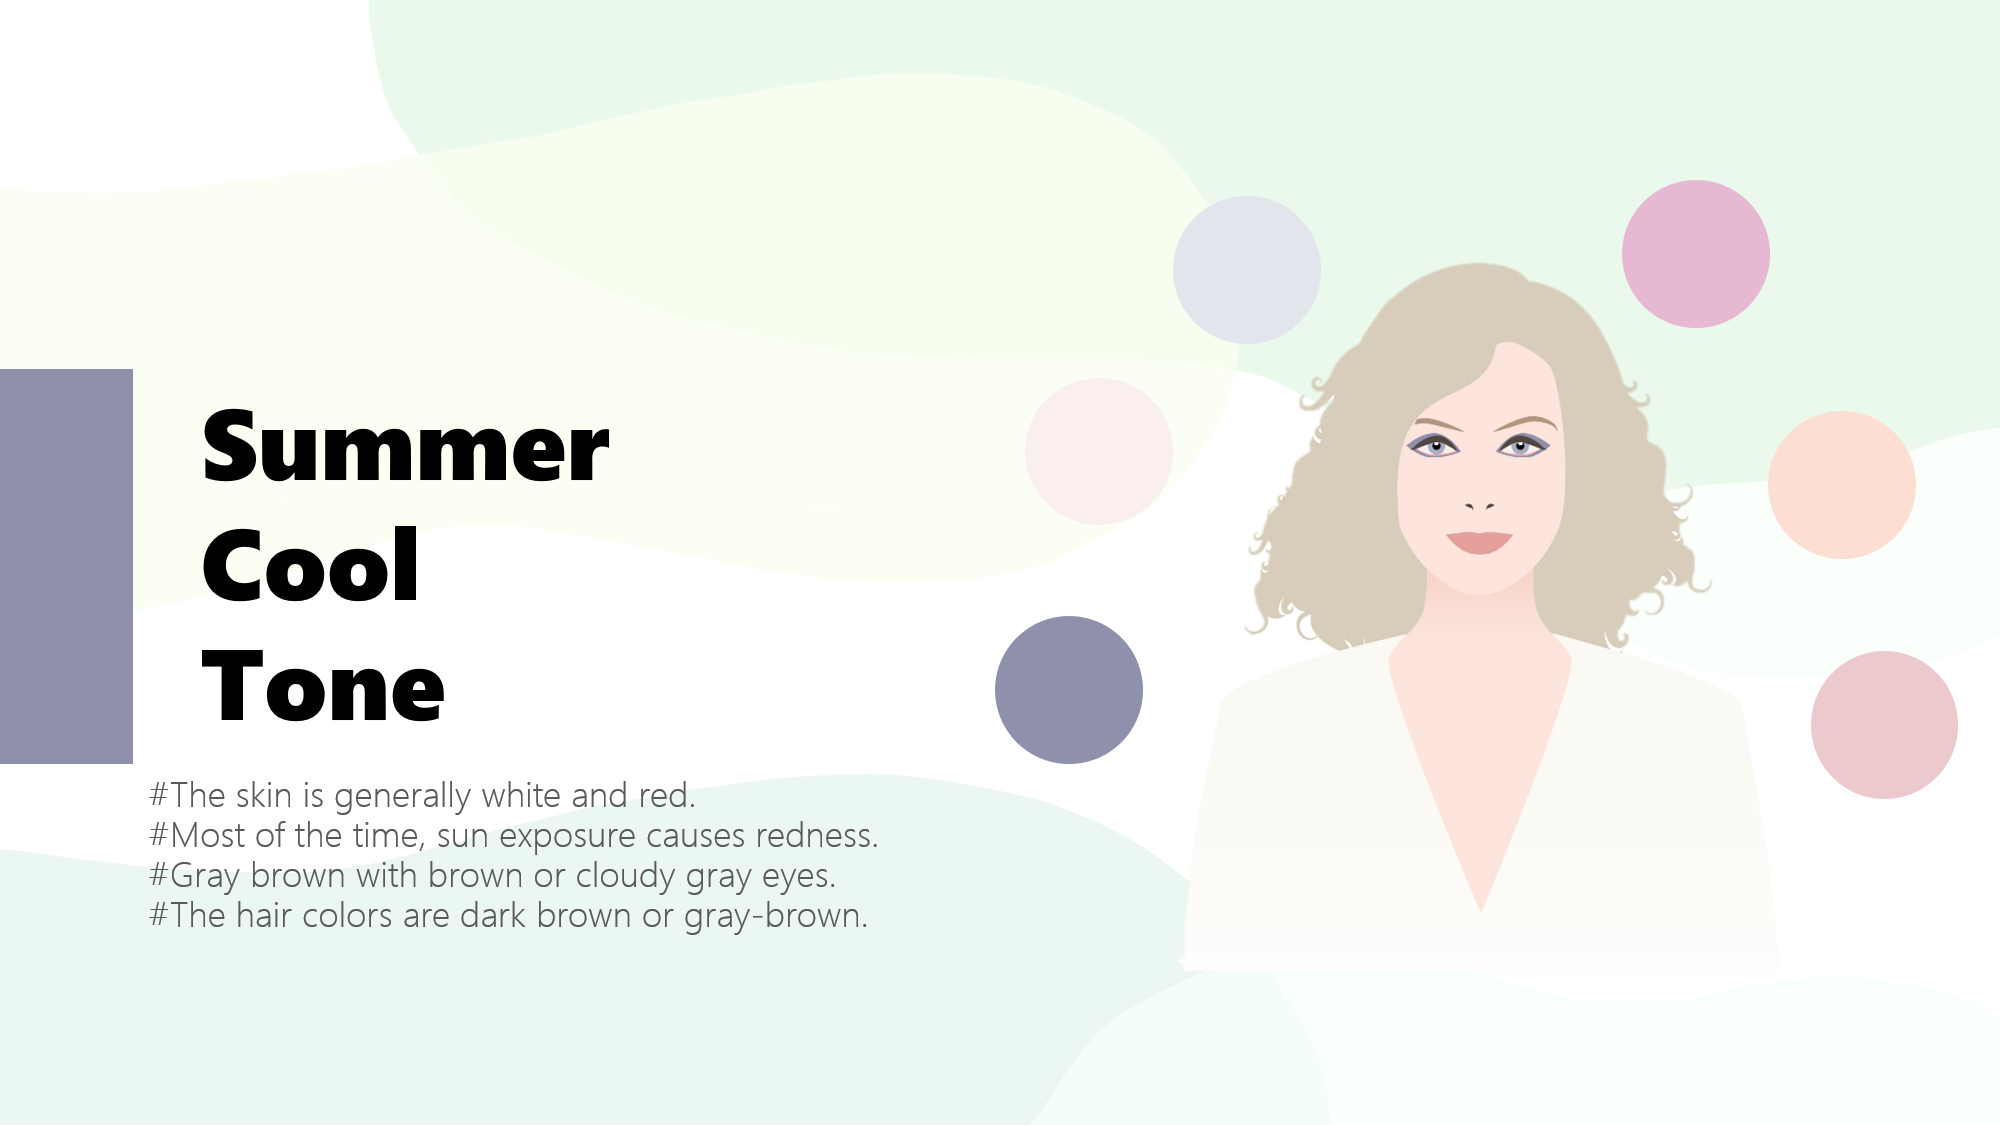 Summer
Cool
Tone
#The skin is generally white and red.
#Most of the time, sun exposure causes redness.
#Gray brown with brown or cloudy gray eyes.
#The hair colors are dark brown or gray-brown.